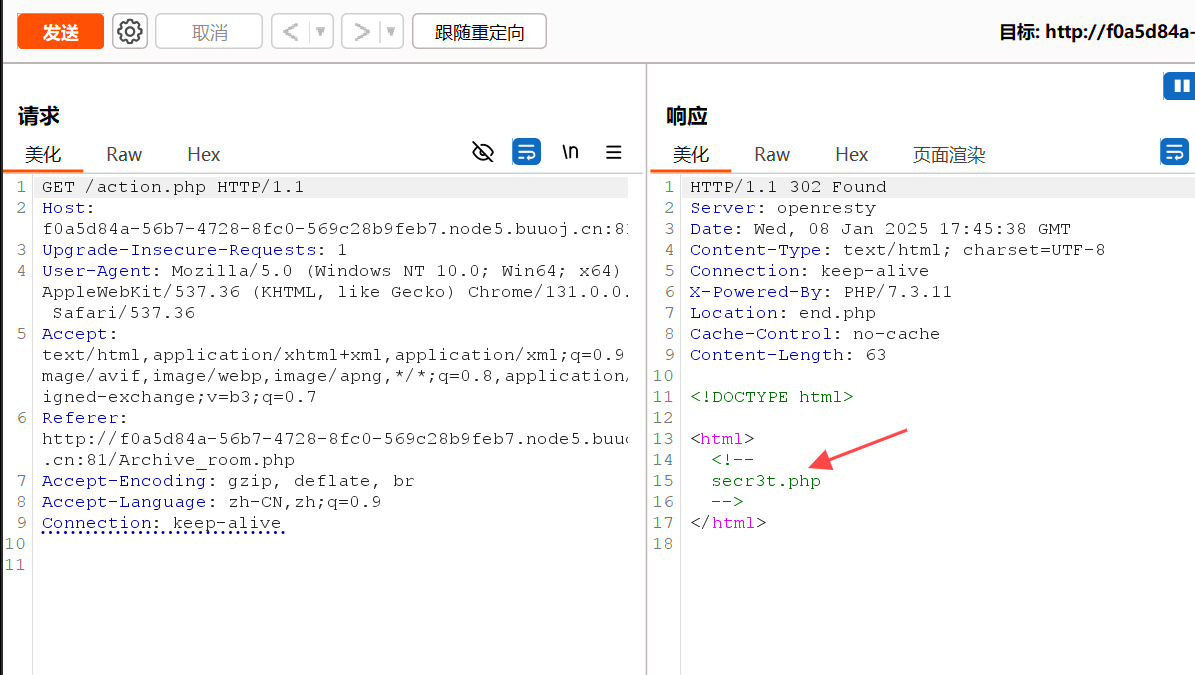 发送
取消
<
>
跟随重定向
目标: http://f0a5d84a-
请求
美化
Raw
Hex
\n
1 GET /action.php HTTP/1.1
2 Host:
f0a5d84a-56b7-4728-8fc0-569c28b9feb7.node5.buuoj.cn:81
3 Upgrade-Insecure-Requests: 1
4 User-Agent: Mozilla/5.0 (Windows NT 10.0; Win64; x64)
AppleWebKit/537.36 (KHTML, like Gecko) Chrome/131.0.0.
Safari/537.36
5 Accept:
text/html,application/xhtml+xml,application/xml;q=0.9
mage/avif,image/webp,image/apng,*/*;q=0.8,application/
igned-exchange;v=b3;q=0.7
6 Referer:
http://f0a5d84a-56b7-4728-8fc0-569c28b9feb7.node5.buuo
.cn:81/Archive_room.php
7 Accept-Encoding: gzip, deflate, br
8 Accept-Language: zh-CN,zh;q=0.9
9 Connection: keep-alive
10
11
响应
美化
Raw
Hex
页面渲染
1 HTTP/1.1 302 Found
2 Server: openresty
3 Date: Wed, 08 Jan 2025 17:45:38 GMT
4 Content-Type: text/html; charset=UTF-8
5 Connection: keep-alive
6 X-Powered-By: PHP/7.3.11
7 Location: end.php
8 Cache-Control: no-cache
9 Content-Length: 63
10
11 <!DOCTYPE html>
12
13 <html>
14 <!--
15 secr3t.php
16 -->
17 </html>
18